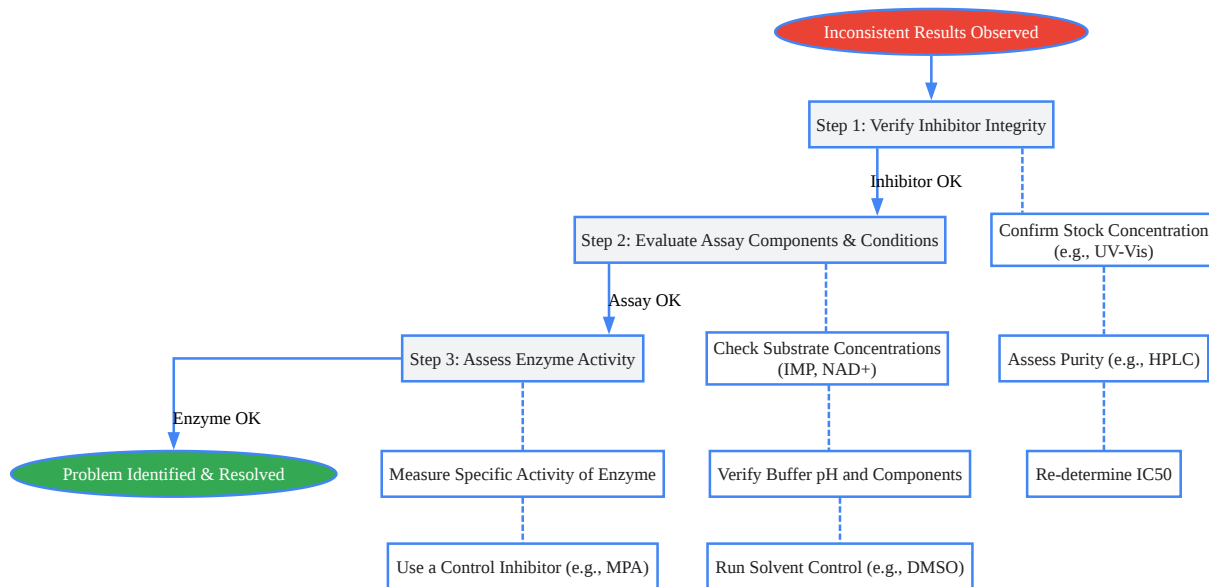 Inconsistent Results Observed
Step 1: Verify Inhibitor Integrity
Inhibitor OK
Step 2: Evaluate Assay Components & Conditions
Confirm Stock Concentration
(e.g., UV-Vis)
Assay OK
Step 3: Assess Enzyme Activity
Check Substrate Concentrations
(IMP, NAD+)
Assess Purity (e.g., HPLC)
Enzyme OK
Problem Identified & Resolved
Measure Specific Activity of Enzyme
Verify Buffer pH and Components
Re-determine IC50
Use a Control Inhibitor (e.g., MPA)
Run Solvent Control (e.g., DMSO)